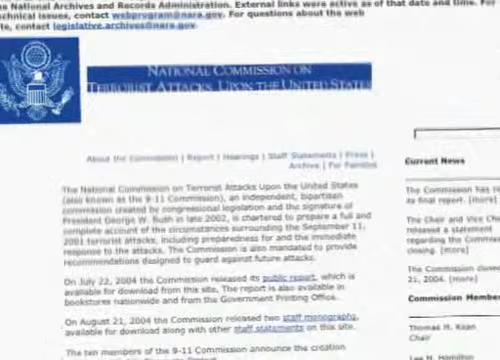 he National Archives and Records Administration. External links were active as of that date and time. For
chnical issues, contact webprogram@nara.gov. For questions about the web
te, contact legislative.archives@nara.gov.
NATIONAL COMMISSION ON
TERRORIST ATTACKS UPON THE UNITED STATES
About the Commission | Report | Hearings | Staff Statements | Press |
Archive | For Families
The National Commission on Terrorist Attacks Upon the United States
(also known as the 9-11 Commission), an independent, bipartisan
commission created by congressional legislation and the signature of
President George W. Bush in late 2002, is chartered to prepare a full and
complete account of the circumstances surrounding the September 11,
2001 terrorist attacks, including preparedness for and the immediate
response to the attacks. The Commission is also mandated to provide
recommendations designed to guard against future attacks.
On July 22, 2004 the Commission released its public report, which is
available for download from this site. The report is also available in
bookstores nationwide and from the Government Printing Office.
On August 21, 2004 the Commission released two staff monographs,
available for download along with other staff statements on this site.
The ten members of the 9-11 Commission announce the creation
Current News
The Commission has
its final report. [more]
The Chair and Vice Ch
released a statement
regarding the Commis
closing. [more]
The Commission close
21, 2004. [more]
Commission Membe
Thomas H. Kean
Chair
Lee H. Hamilton